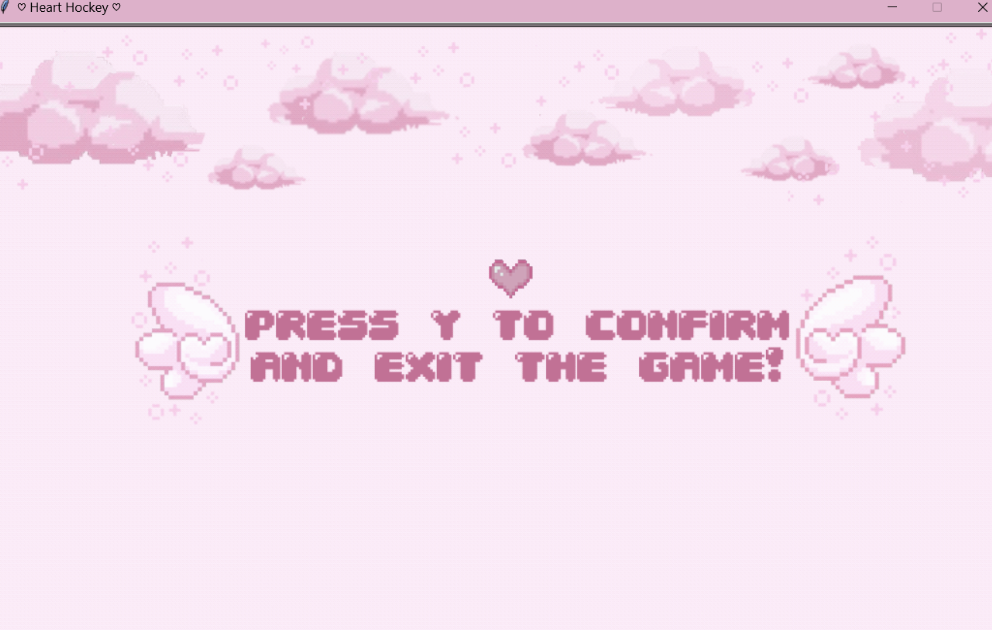 ♡ Heart Hockey ♡
PRESS Y TO CONFIRM
AND EXIT THE GAME!